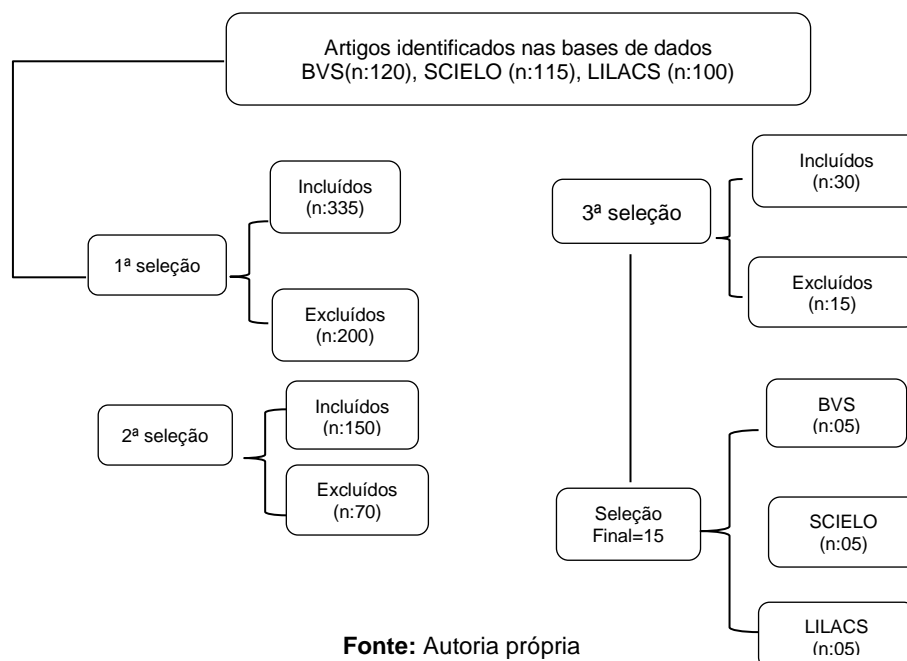 Artigos identificados nas bases de dados
BVS(n:120), SCIELO (n:115), LILACS (n:100)
1ª seleção
Incluídos
(n:335)
Excluídos
(n:200)
2ª seleção
Incluídos
(n:150)
Excluídos
(n:70)
3ª seleção
Incluídos
(n:30)
Excluídos
(n:15)
Seleção
Final=15
BVS
(n:05)
SCIELO
(n:05)
LILACS
(n:05)
Fonte: Autoria própria